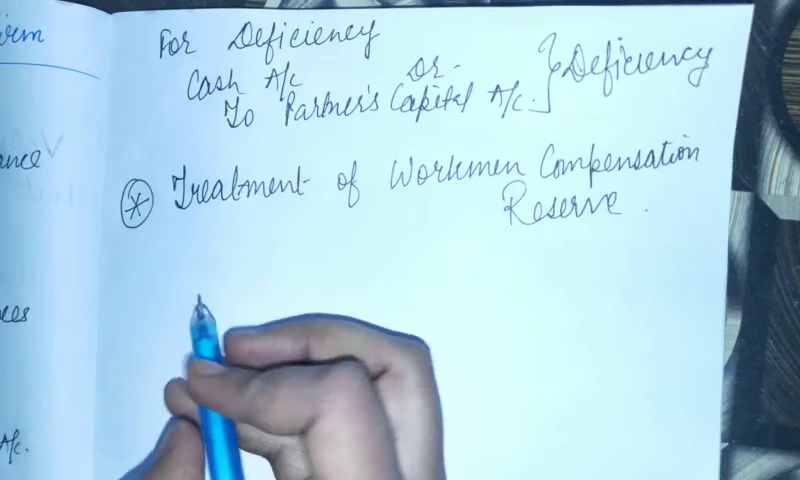 For Deficiency
Cash A/c Dr. } Deficiency
To Partner's Capital A/c.
* Treatment of Workmen Compensation
Reserve.
A/c.